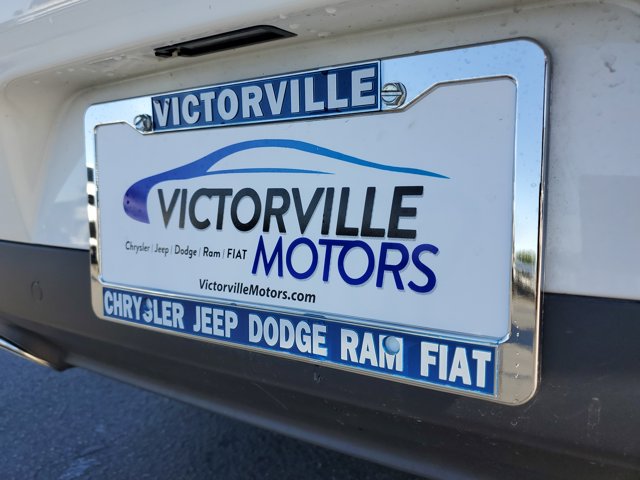 VICTORVILLE
VICTORVILLE
Chrysler | Jeep | Dodge | Ram | FIAT
MOTORS
VictorvilleMotors.com
CHRYSLER JEEP DODGE RAM FIAT